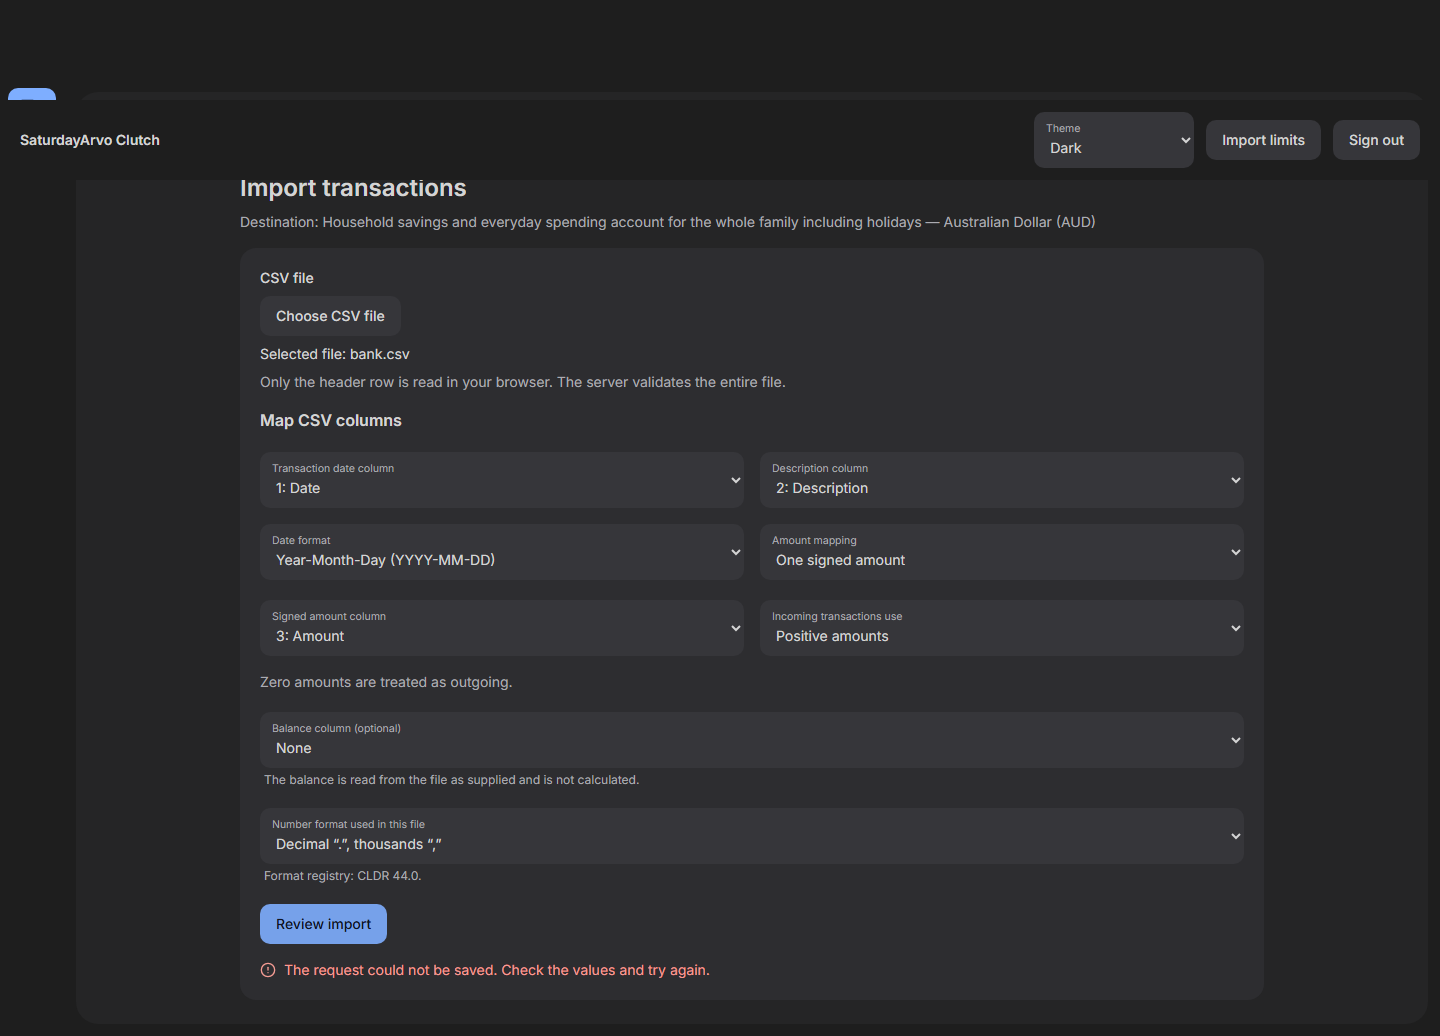 SaturdayArvo Clutch
Theme
Dark
Import limits
Sign out
Import transactions
Destination: Household savings and everyday spending account for the whole family including holidays — Australian Dollar (AUD)
CSV file
Choose CSV file
Selected file: bank.csv
Only the header row is read in your browser. The server validates the entire file.
Map CSV columns
Transaction date column
1: Date
Description column
2: Description
Date format
Year-Month-Day (YYYY-MM-DD)
Amount mapping
One signed amount
Signed amount column
3: Amount
Incoming transactions use
Positive amounts
Zero amounts are treated as outgoing.
Balance column (optional)
None
The balance is read from the file as supplied and is not calculated.
Number format used in this file
Decimal “.”, thousands “,”
Format registry: CLDR 44.0.
Review import
The request could not be saved. Check the values and try again.